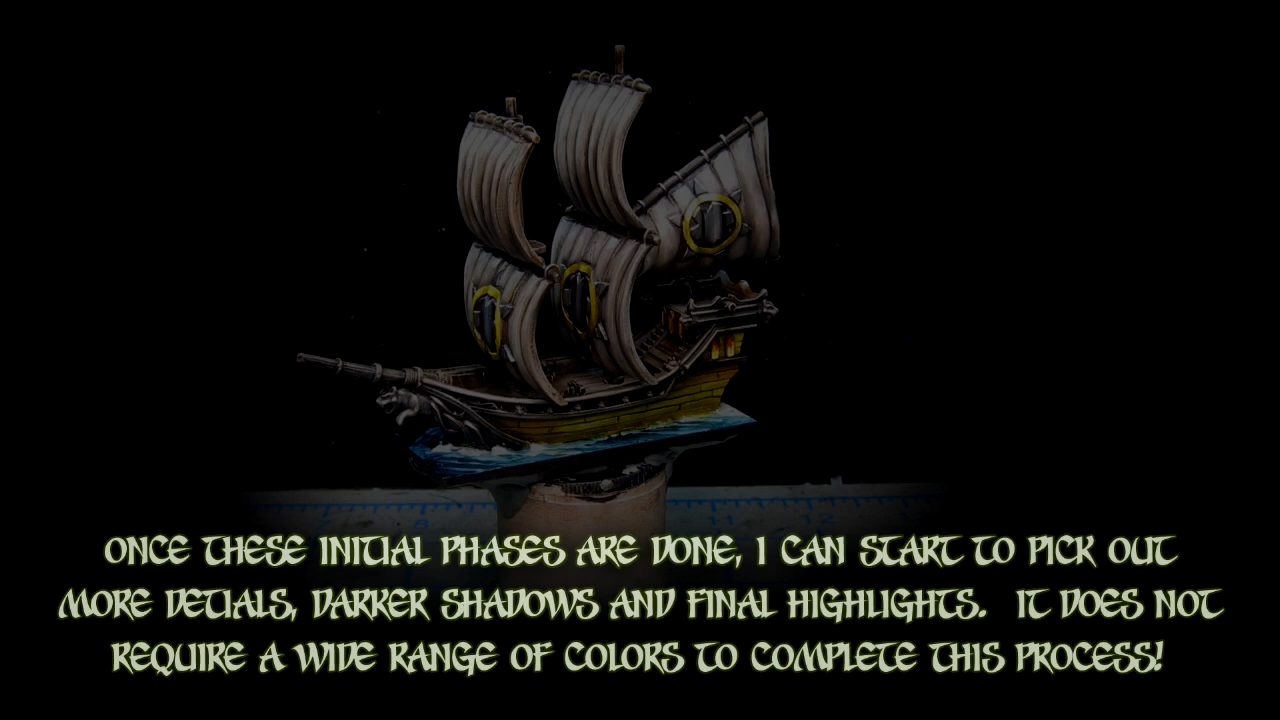 ONCE THESE INITIAL PHASES ARE DONE, I CAN START TO PICK OUT
MORE DETIALS, DARKER SHADOWS AND FINAL HIGHLIGHTS.  IT DOES NOT
REQUIRE A WIDE RANGE OF COLORS TO COMPLETE THIS PROCESS!